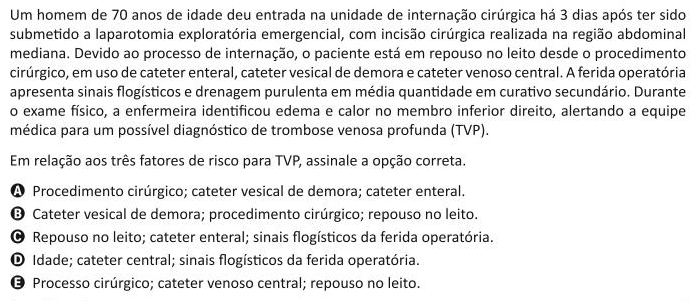 Um homem de 70 anos de idade deu entrada na unidade de internação cirúrgica há 3 dias após ter sido
submetido a laparotomia exploratória emergencial, com incisão cirúrgica realizada na região abdominal
mediana. Devido ao processo de internação, o paciente está em repouso no leito desde o procedimento
cirúrgico, em uso de cateter enteral, cateter vesical de demora e cateter venoso central. A ferida operatória
apresenta sinais flogísticos e drenagem purulenta em média quantidade em curativo secundário. Durante
o exame físico, a enfermeira identificou edema e calor no membro inferior direito, alertando a equipe
médica para um possível diagnóstico de trombose venosa profunda (TVP).
Em relação aos três fatores de risco para TVP, assinale a opção correta.
A Procedimento cirúrgico; cateter vesical de demora; cateter enteral.
B Cateter vesical de demora; procedimento cirúrgico; repouso no leito.
C Repouso no leito; cateter enteral; sinais flogísticos da ferida operatória.
D Idade; cateter central; sinais flogísticos da ferida operatória.
E Processo cirúrgico; cateter venoso central; repouso no leito.